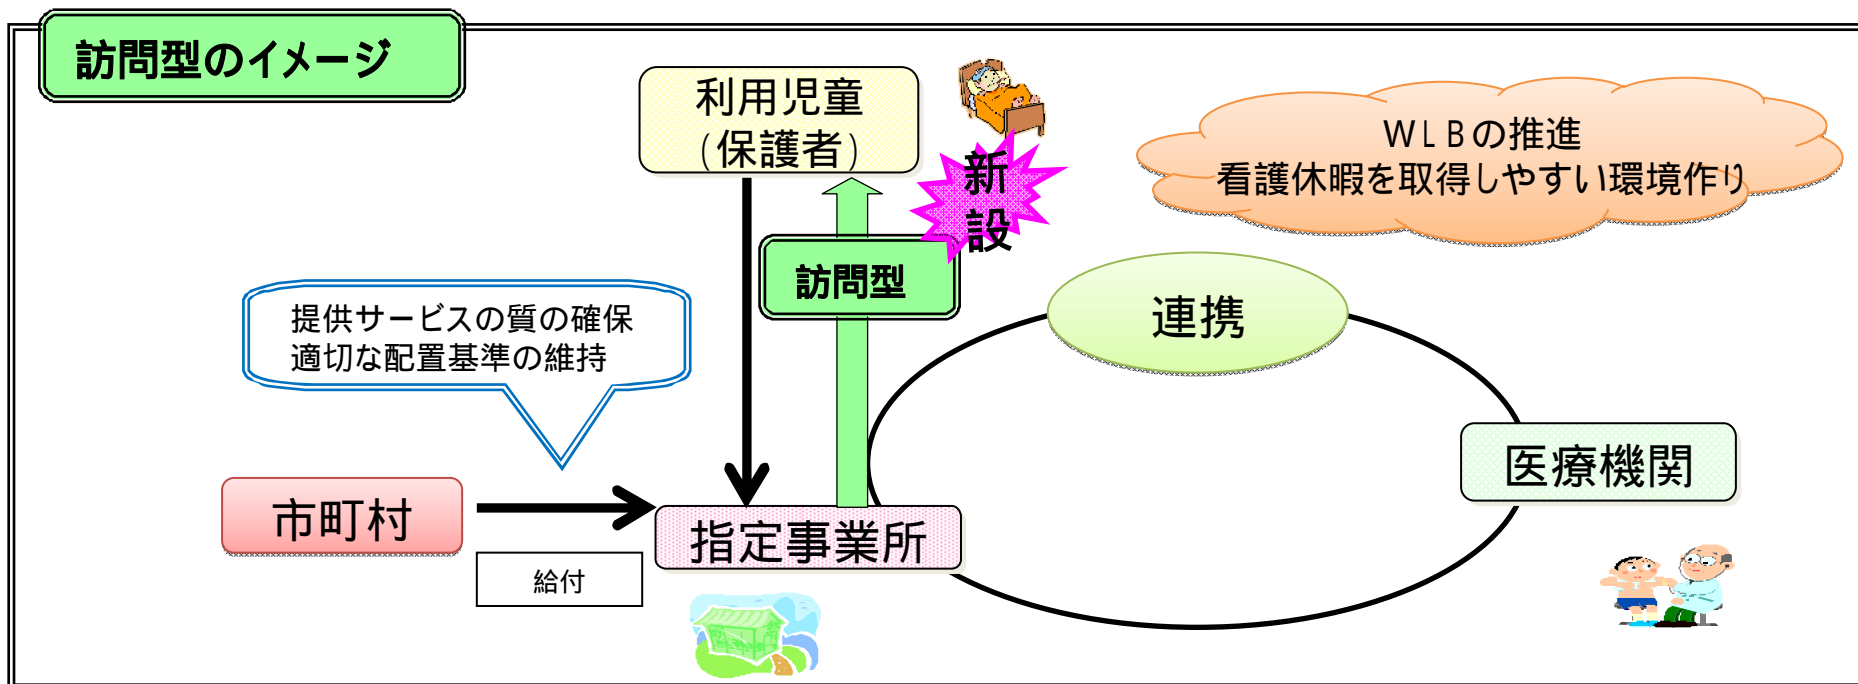 訪問型のイメージ
利用児童
(保護者)
新
設
WLBの推進
看護休暇を取得しやすい環境作り
訪問型
提供サービスの質の確保
適切な配置基準の維持
連携
医療機関
市町村
指定事業所
給付